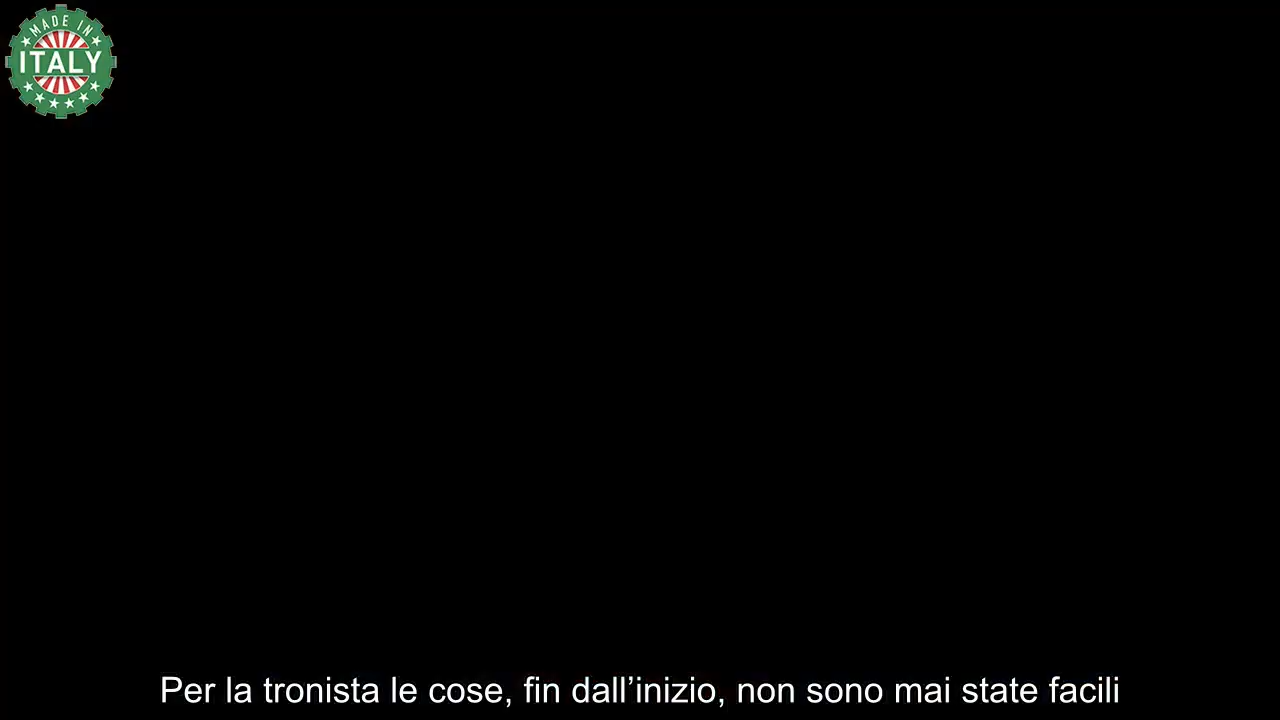 MADE IN
ITALY
Per la tronista le cose, fin dall’inizio, non sono mai state facili